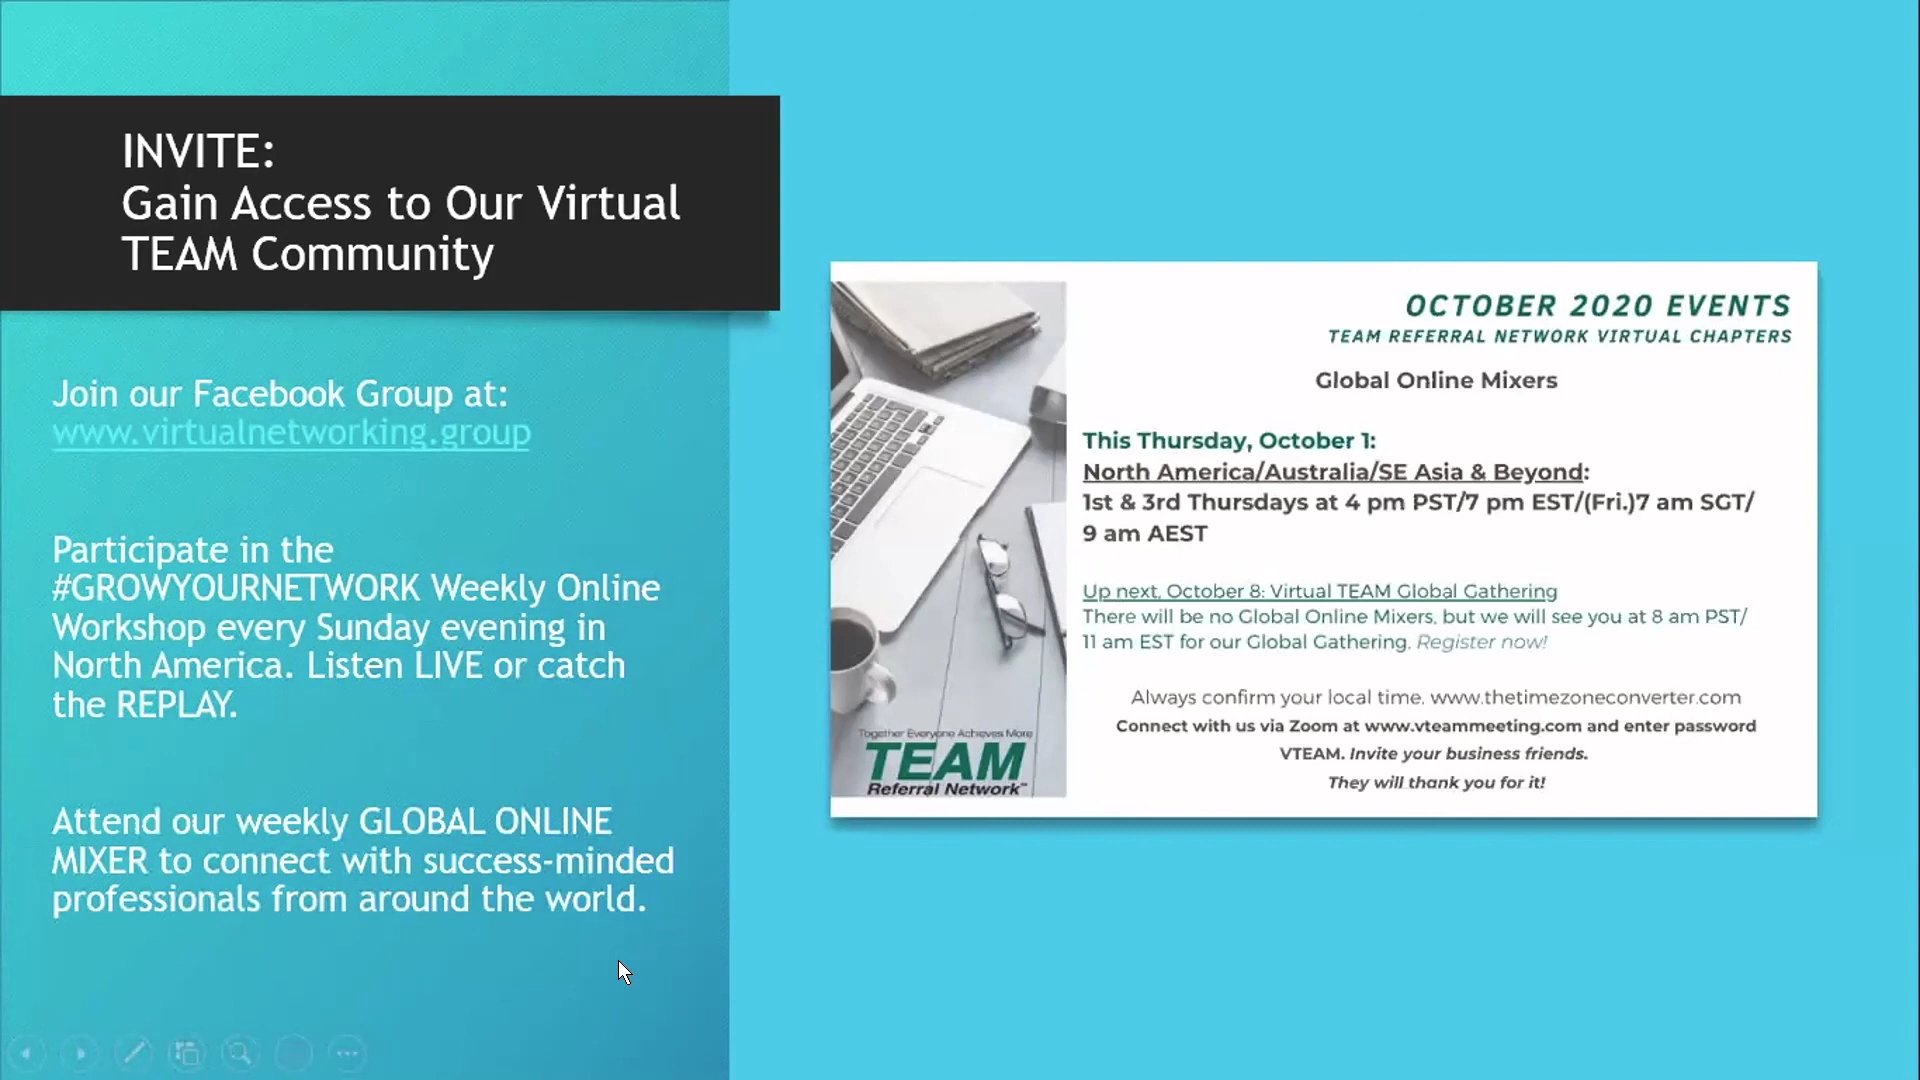 INVITE:
Gain Access to Our Virtual
TEAM Community
Join our Facebook Group at:
www.virtualnetworking.group
Participate in the
#GROWYOURNETWORK Weekly Online
Workshop every Sunday evening in
North America. Listen LIVE or catch
the REPLAY.
Attend our weekly GLOBAL ONLINE
MIXER to connect with success-minded
professionals from around the world.
OCTOBER 2020 EVENTS
TEAM REFERRAL NETWORK VIRTUAL CHAPTERS
Global Online Mixers
This Thursday, October 1:
North America/Australia/SE Asia & Beyond:
1st & 3rd Thursdays at 4 pm PST/7 pm EST/(Fri.)7 am SGT/
9 am AEST
Up next, October 8: Virtual TEAM Global Gathering
There will be no Global Online Mixers, but we will see you at 8 am PST/
11 am EST for our Global Gathering. Register now!
Always confirm your local time. www.thetimezoneconverter.com
Connect with us via Zoom at www.vteammeeting.com and enter password
VTEAM. Invite your business friends.
They will thank you for it!
Together Everyone Achieves More
TEAM
Referral Network™